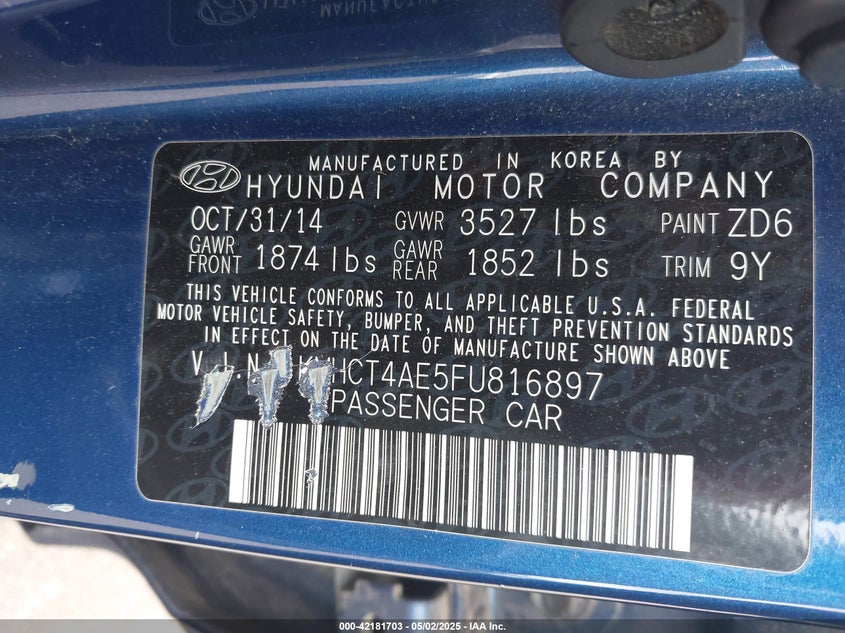 MANUFACTURED IN KOREA BY
HYUNDAI MOTOR COMPANY
OCT/31/14 GVWR 3527 lbs PAINT ZD6
GAWR FRONT 1874 lbs GAWR REAR 1852 lbs TRIM 9Y
THIS VEHICLE CONFORMS TO ALL APPLICABLE U.S.A. FEDERAL
MOTOR VEHICLE SAFETY, BUMPER, AND THEFT PREVENTION STANDARDS
IN EFFECT ON THE DATE OF MANUFACTURE SHOWN ABOVE
V.I.N. KMHCT4AE5FU816897
PASSENGER CAR
000-42181703 - 05/02/2025 - IAA Inc.